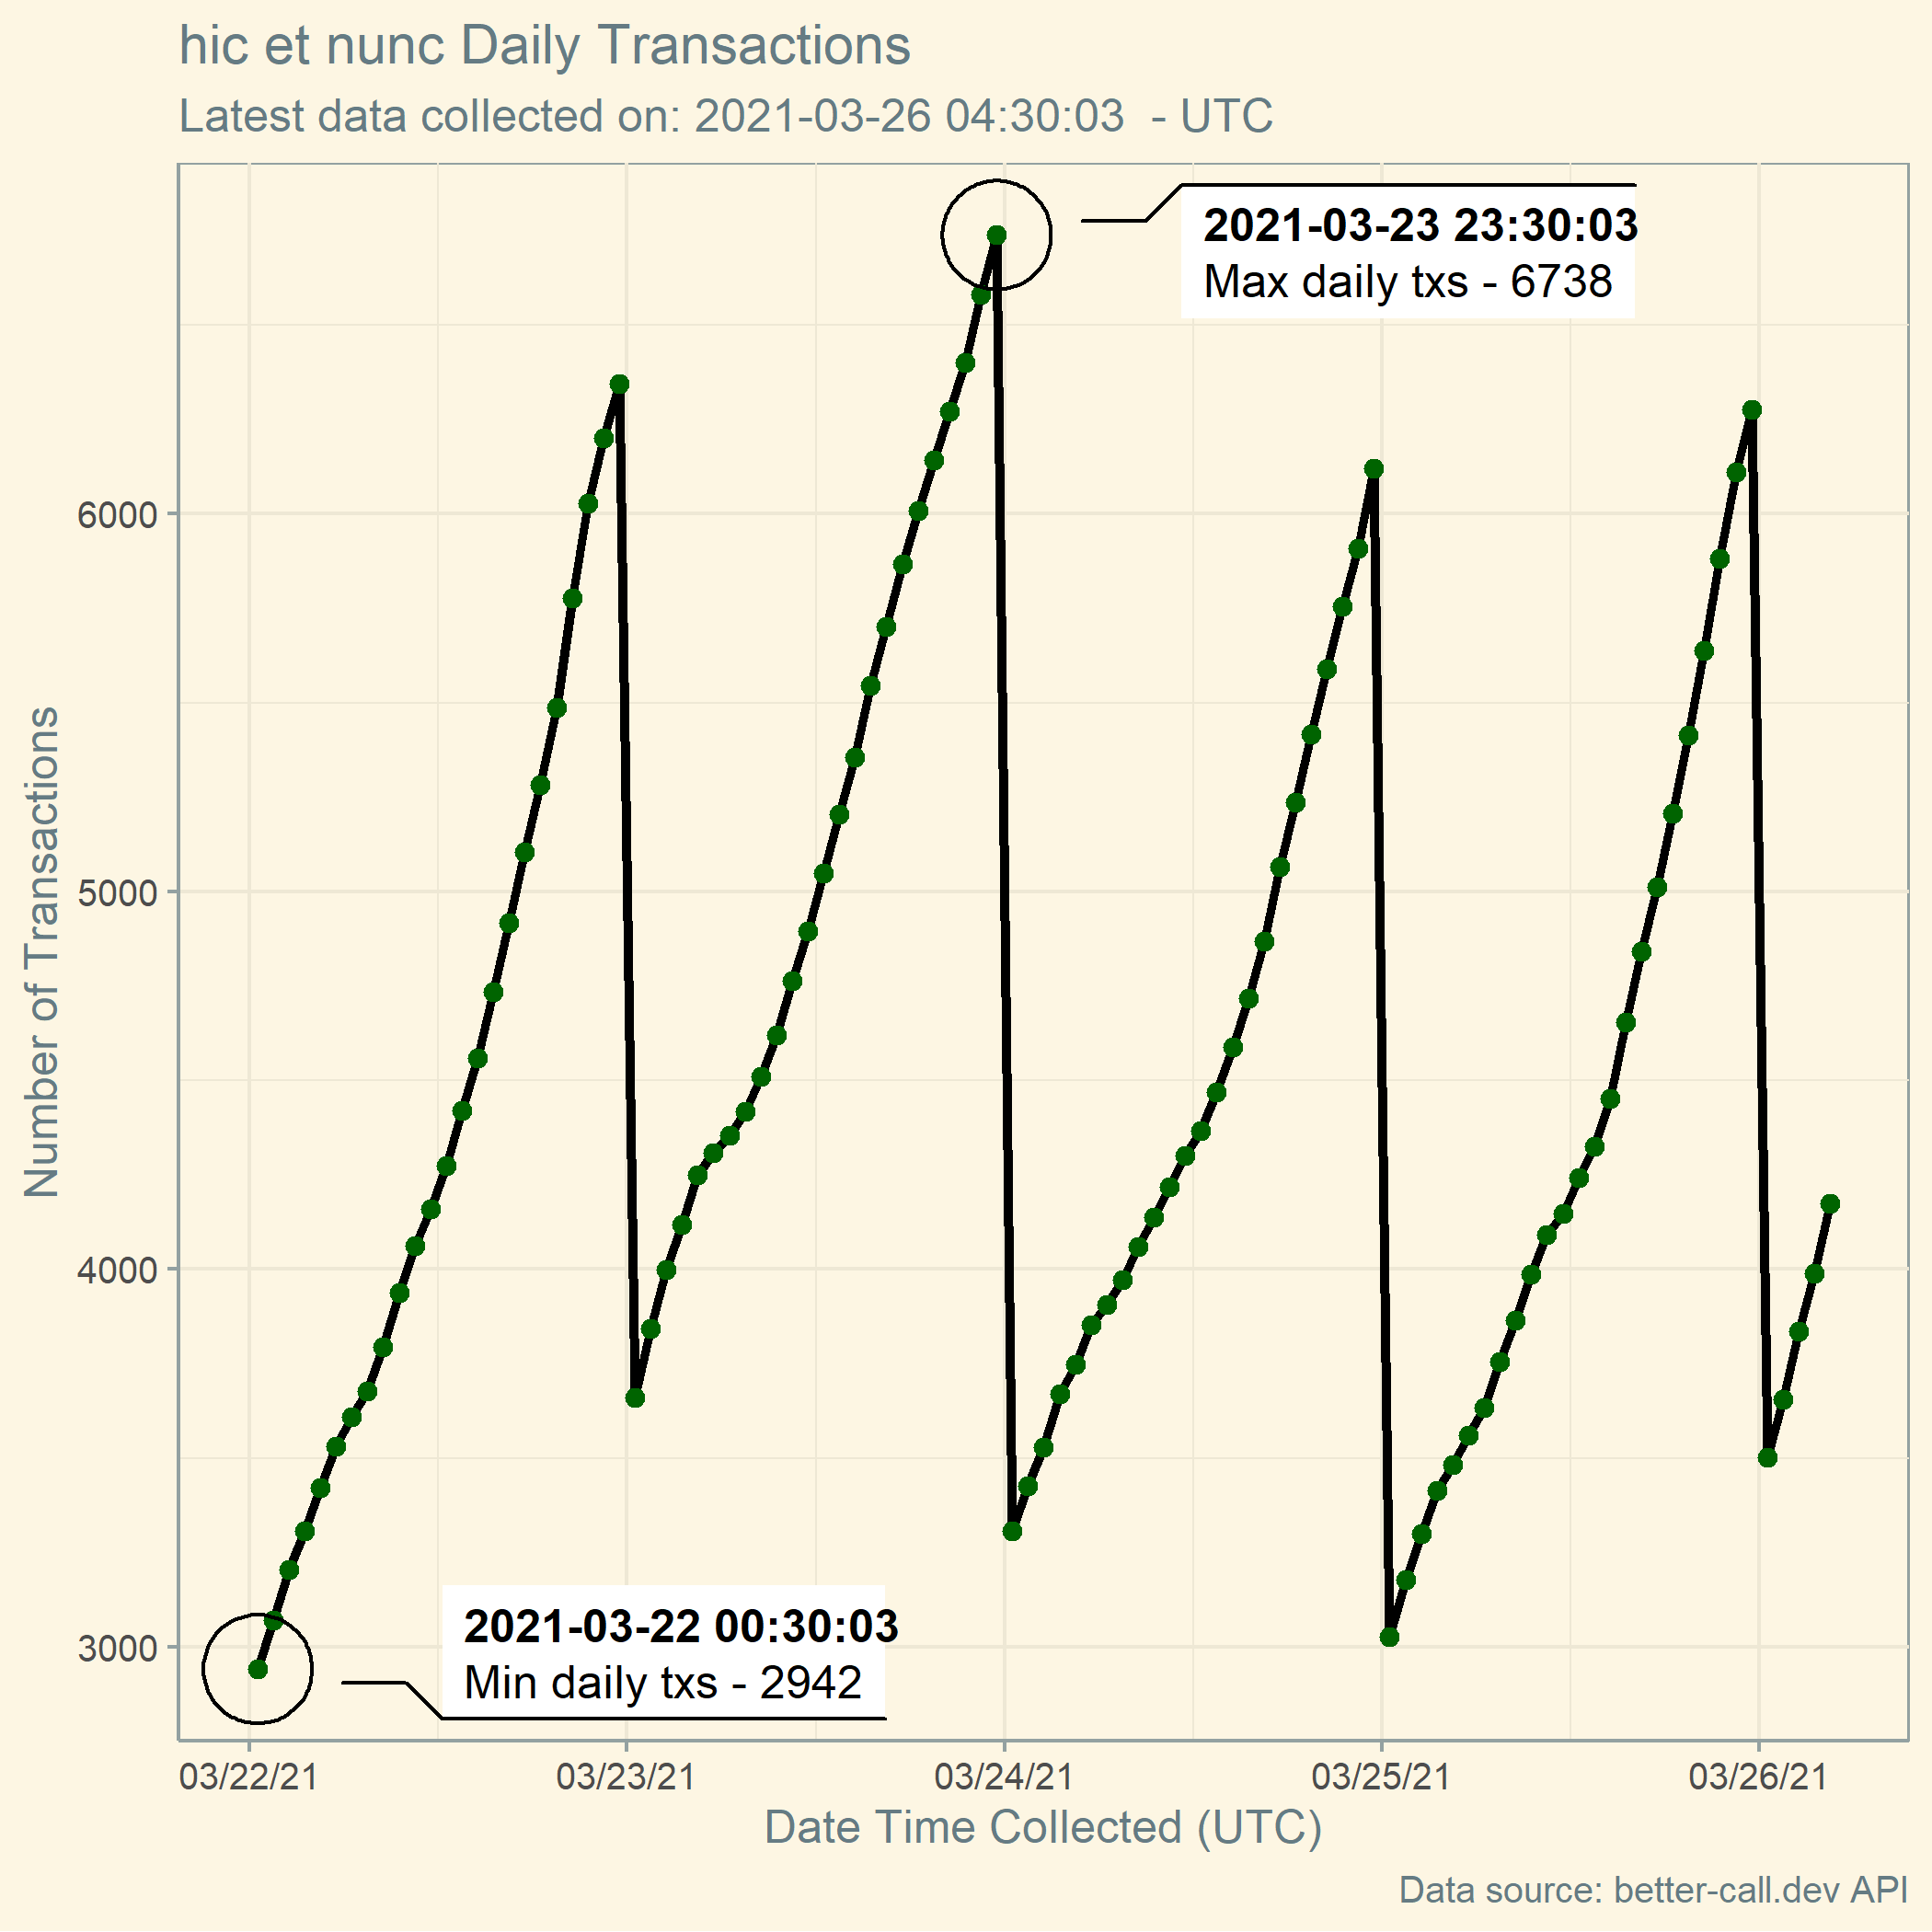 hic et nunc Daily Transactions
Latest data collected on: 2021-03-26 04:30:03  - UTC
2021-03-23 23:30:03
Max daily txs - 6738
6000
5000
4000
3000
Number of Transactions
2021-03-22 00:30:03
Min daily txs - 2942
03/22/21 03/23/21 03/24/21 03/25/21 03/26/21
Date Time Collected (UTC)
Data source: better-call.dev API